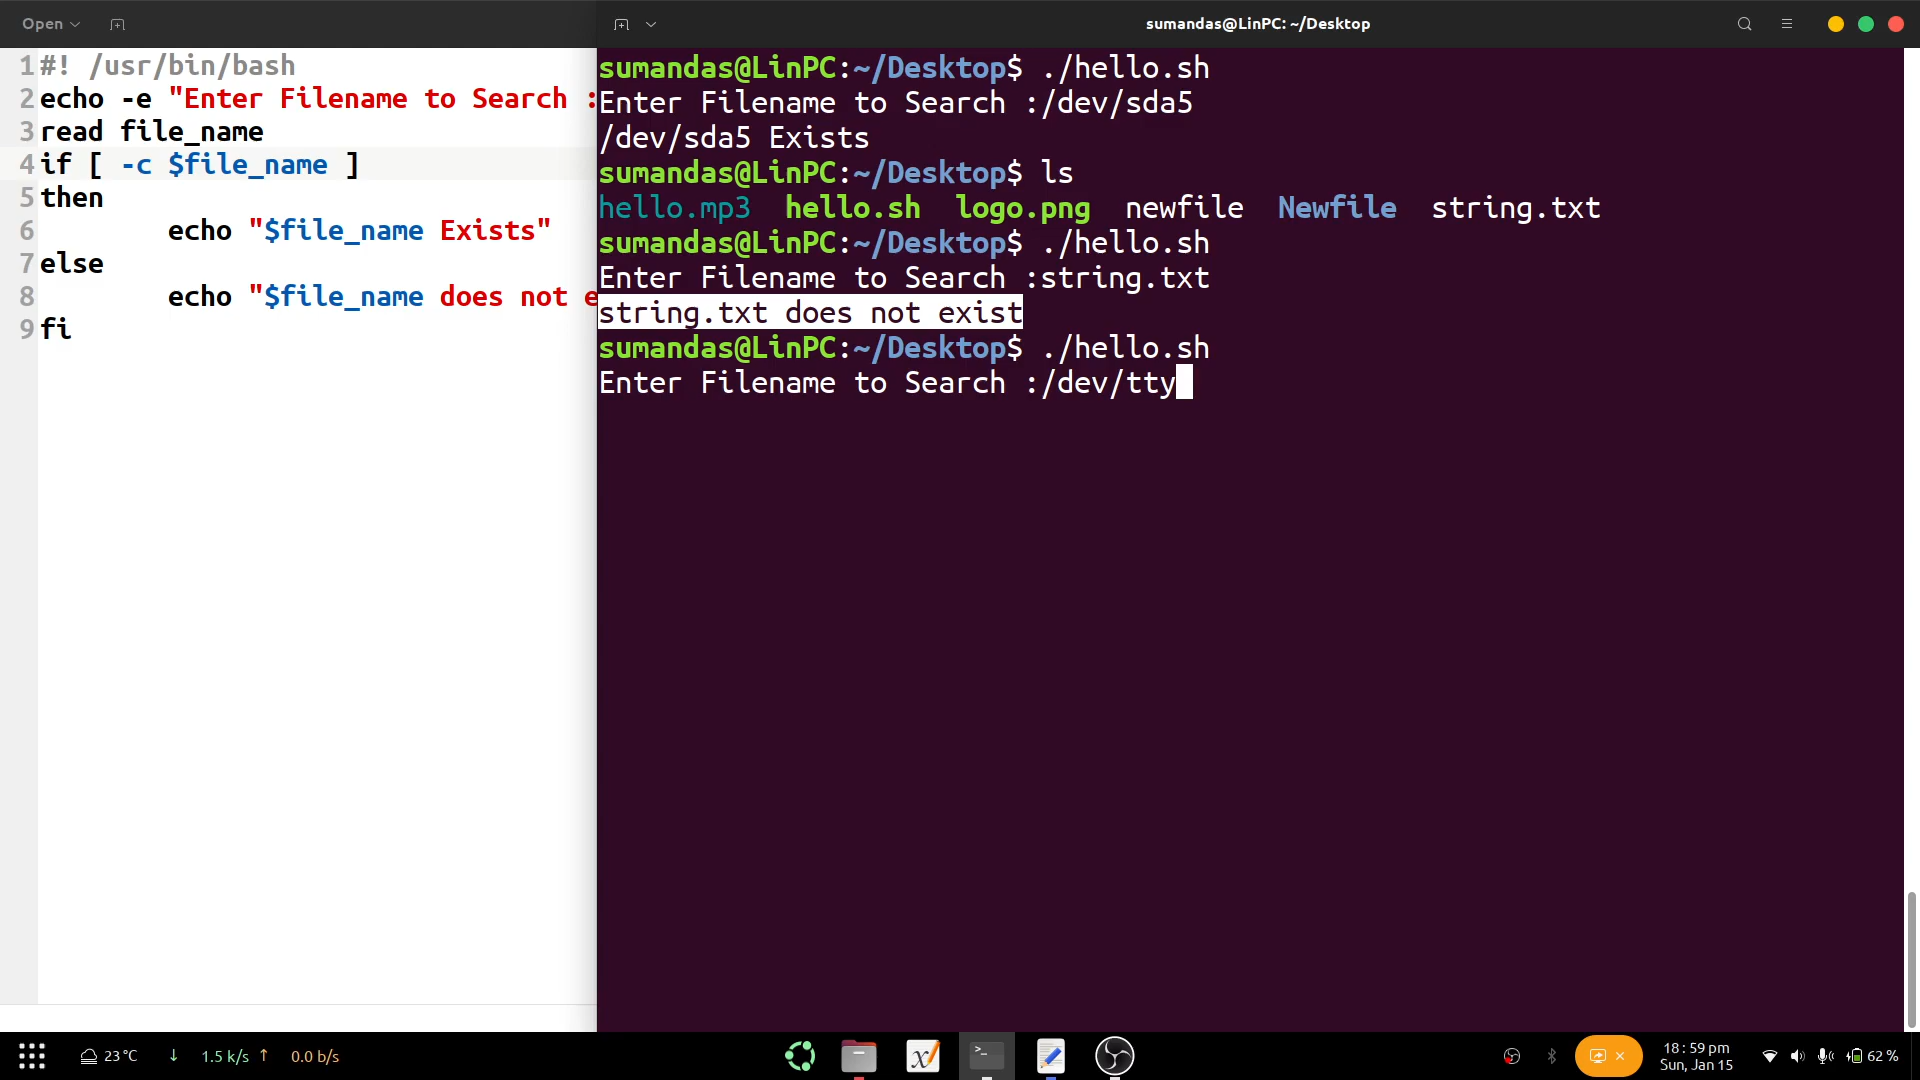 Open
sumandas@LinPC: ~/Desktop
1 #! /usr/bin/bash
2 echo -e "Enter Filename to Search :
3 read file_name
4 if [ -c $file_name ]
5 then
6 echo "$file_name Exists"
7 else
8 echo "$file_name does not e
9 fi
sumandas@LinPC:~/Desktop$ ./hello.sh
Enter Filename to Search :/dev/sda5
/dev/sda5 Exists
sumandas@LinPC:~/Desktop$ ls
hello.mp3 hello.sh logo.png newfile Newfile string.txt
sumandas@LinPC:~/Desktop$ ./hello.sh
Enter Filename to Search :string.txt
string.txt does not exist
sumandas@LinPC:~/Desktop$ ./hello.sh
Enter Filename to Search :/dev/tty
23 °C ↓ 1.5 k/s ↑ 0.0 b/s
18 : 59 pm
Sun, Jan 15
62 %